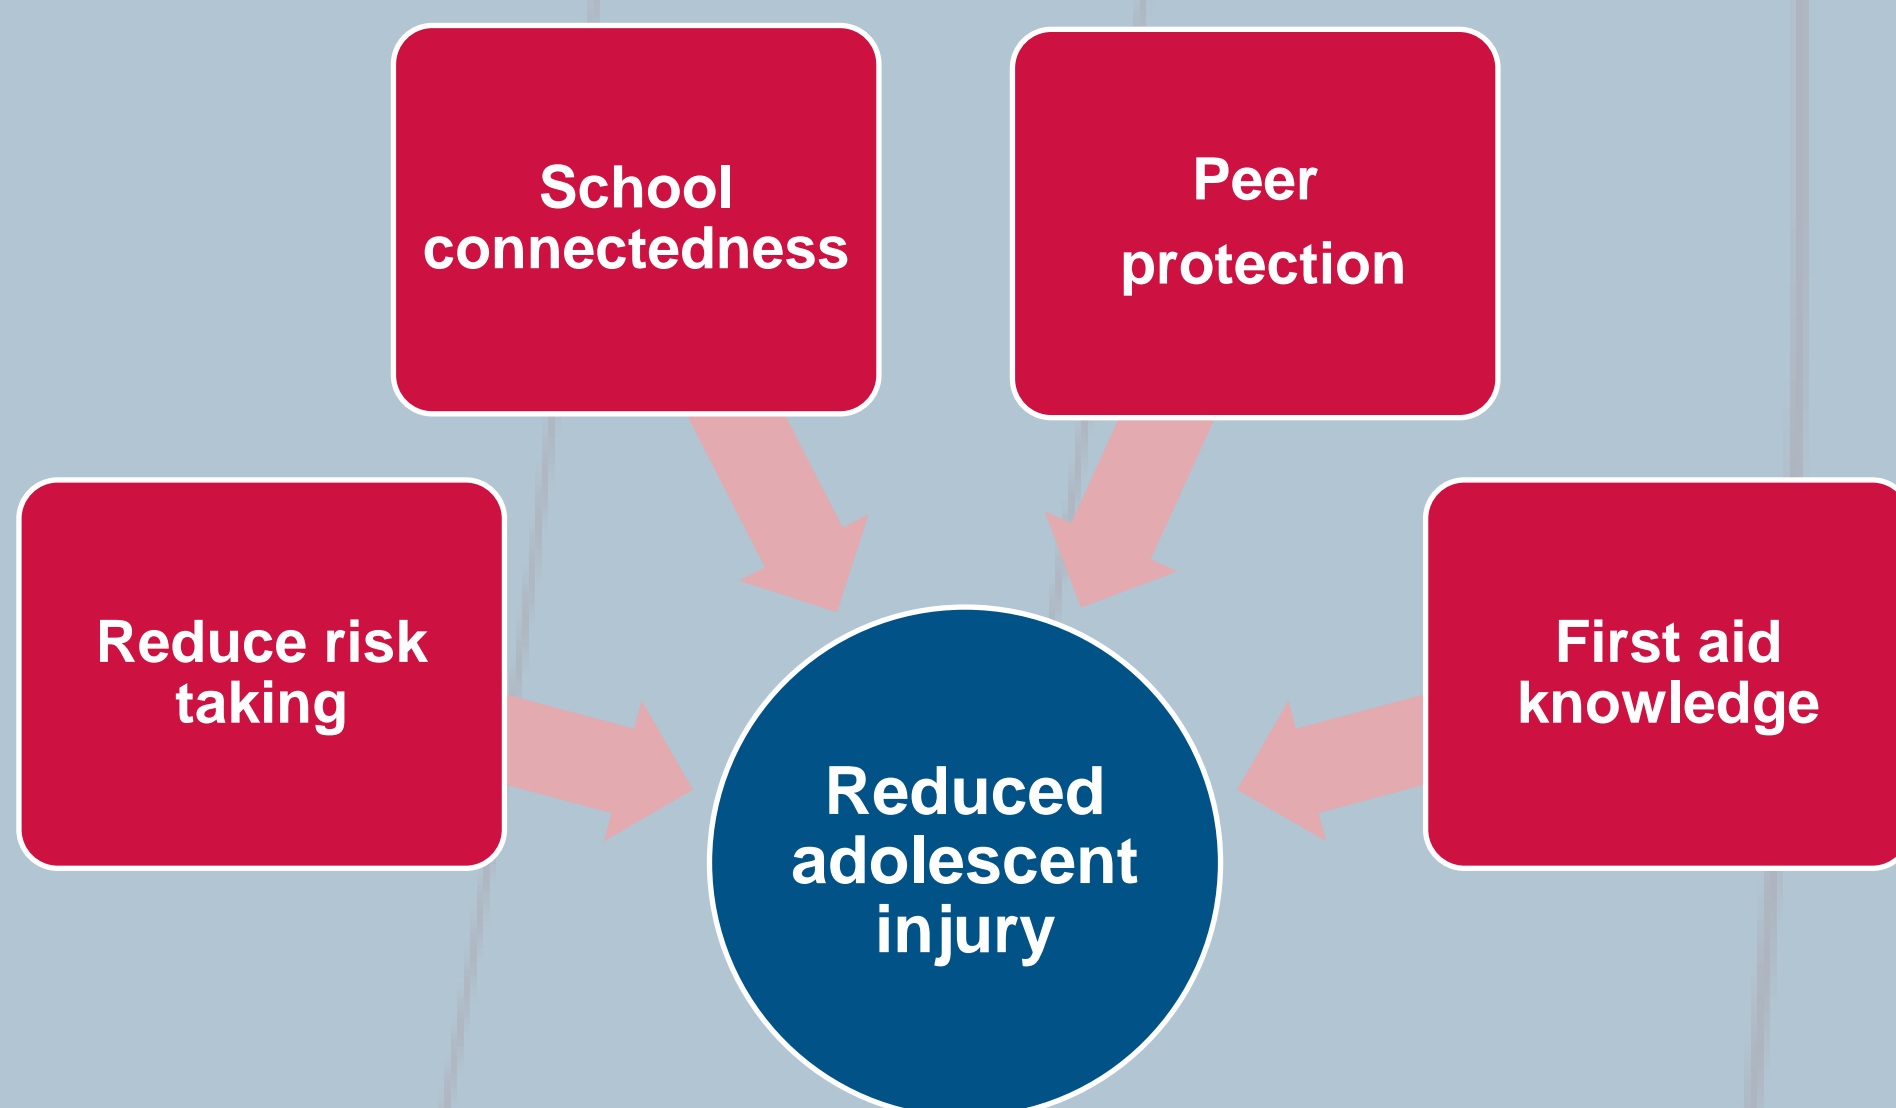 School
connectedness
Peer
protection
Reduce risk
taking
First aid
knowledge
Reduced
adolescent
injury